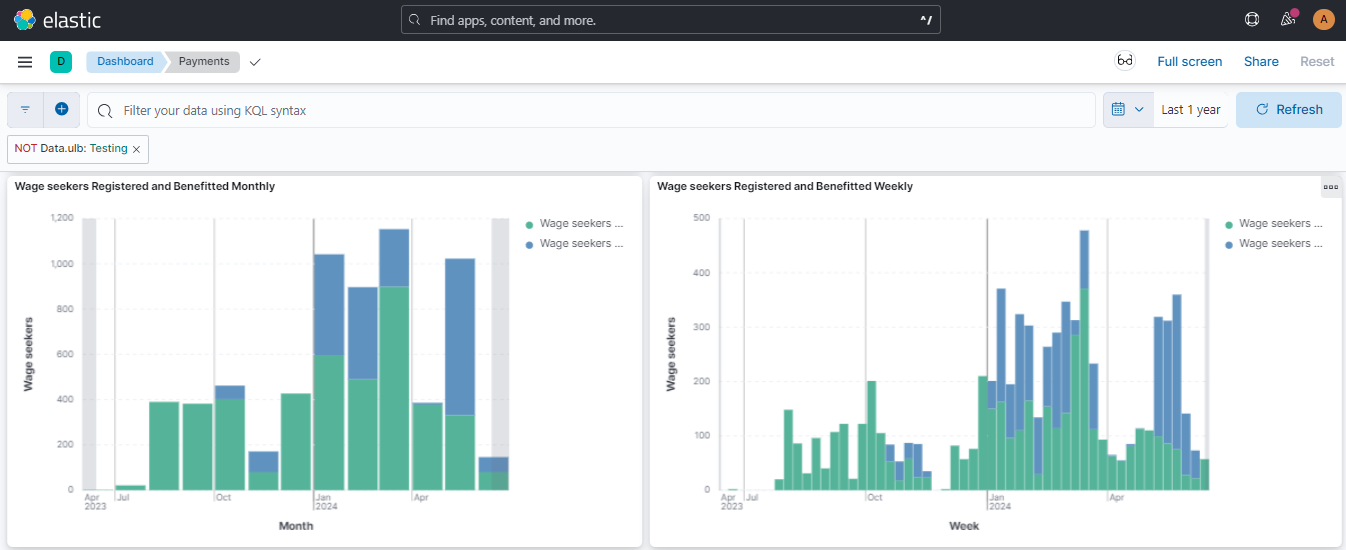 elastic
Find apps, content, and more.
^/
A
D
Dashboard
Payments
Full screen
Share
Reset
Filter your data using KQL syntax
Last 1 year
Refresh
NOT Data.ulb: Testing ×
Wage seekers Registered and Benefitted Monthly
1,200
1,000
800
600
400
200
0
Wage seekers
Apr
2023
Jul
Oct
Jan
2024
Apr
Month
Wage seekers ...
Wage seekers ...
Wage seekers Registered and Benefitted Weekly
500
400
300
200
100
0
Wage seekers
Apr
2023
Jul
Oct
Jan
2024
Apr
Week
Wage seekers ...
Wage seekers ...